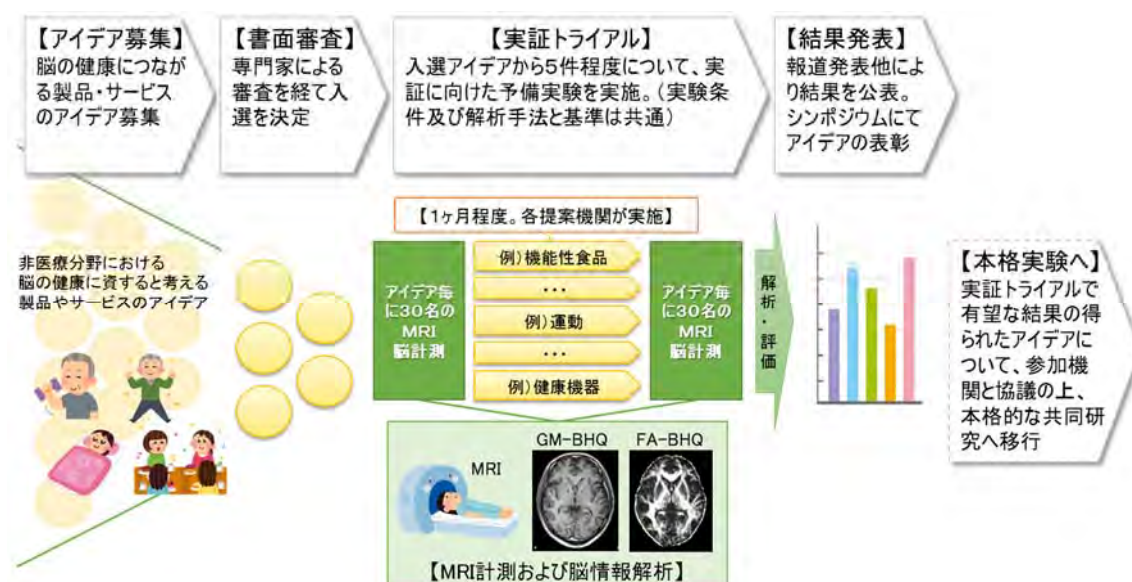 【アイデア募集】
脳の健康につなが
る製品・サービス
のアイデア募集
【書面審査】
専門家による
審査を経て入
選を決定
【実証トライアル】
入選アイデアから5件程度について、実
証に向けた予備実験を実施。（実験条
件及び解析手法と基準は共通）
【結果発表】
報道発表他によ
り結果を公表。
シンポジウムにて
アイデアの表彰
非医療分野における
脳の健康に資すると考える
製品やサービスのアイデア
【1ヶ月程度。各提案機関が実施】
アイデア毎
に30名の
MRI
脳計測
例）機能性食品
・・・
例）運動
・・・
例）健康機器
アイデア毎
に30名の
MRI
脳計測
解析・評価
【本格実験へ】
実証トライアルで
有望な結果の得
られたアイデアに
ついて、参加機
関と協議の上、
本格的な共同研
究へ移行
MRI
GM-BHQ
FA-BHQ
【MRI計測および脳情報解析】